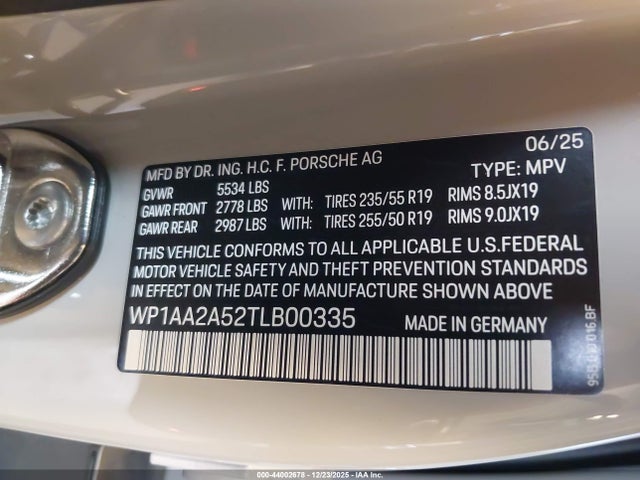 MFD BY DR. ING. H.C. F. PORSCHE AG 06/25
GVWR 5534 LBS TYPE: MPV
GAWR FRONT 2778 LBS WITH: TIRES 235/55 R19 RIMS 8.5JX19
GAWR REAR 2987 LBS WITH: TIRES 255/50 R19 RIMS 9.0JX19
THIS VEHICLE CONFORMS TO ALL APPLICABLE U.S.FEDERAL
MOTOR VEHICLE SAFETY AND THEFT PREVENTION STANDARDS
IN EFFECT ON THE DATE OF MANUFACTURE SHOWN ABOVE
WP1AA2A52TLB00335 MADE IN GERMANY
000-44002678 - 12/23/2025 - IAA Inc.